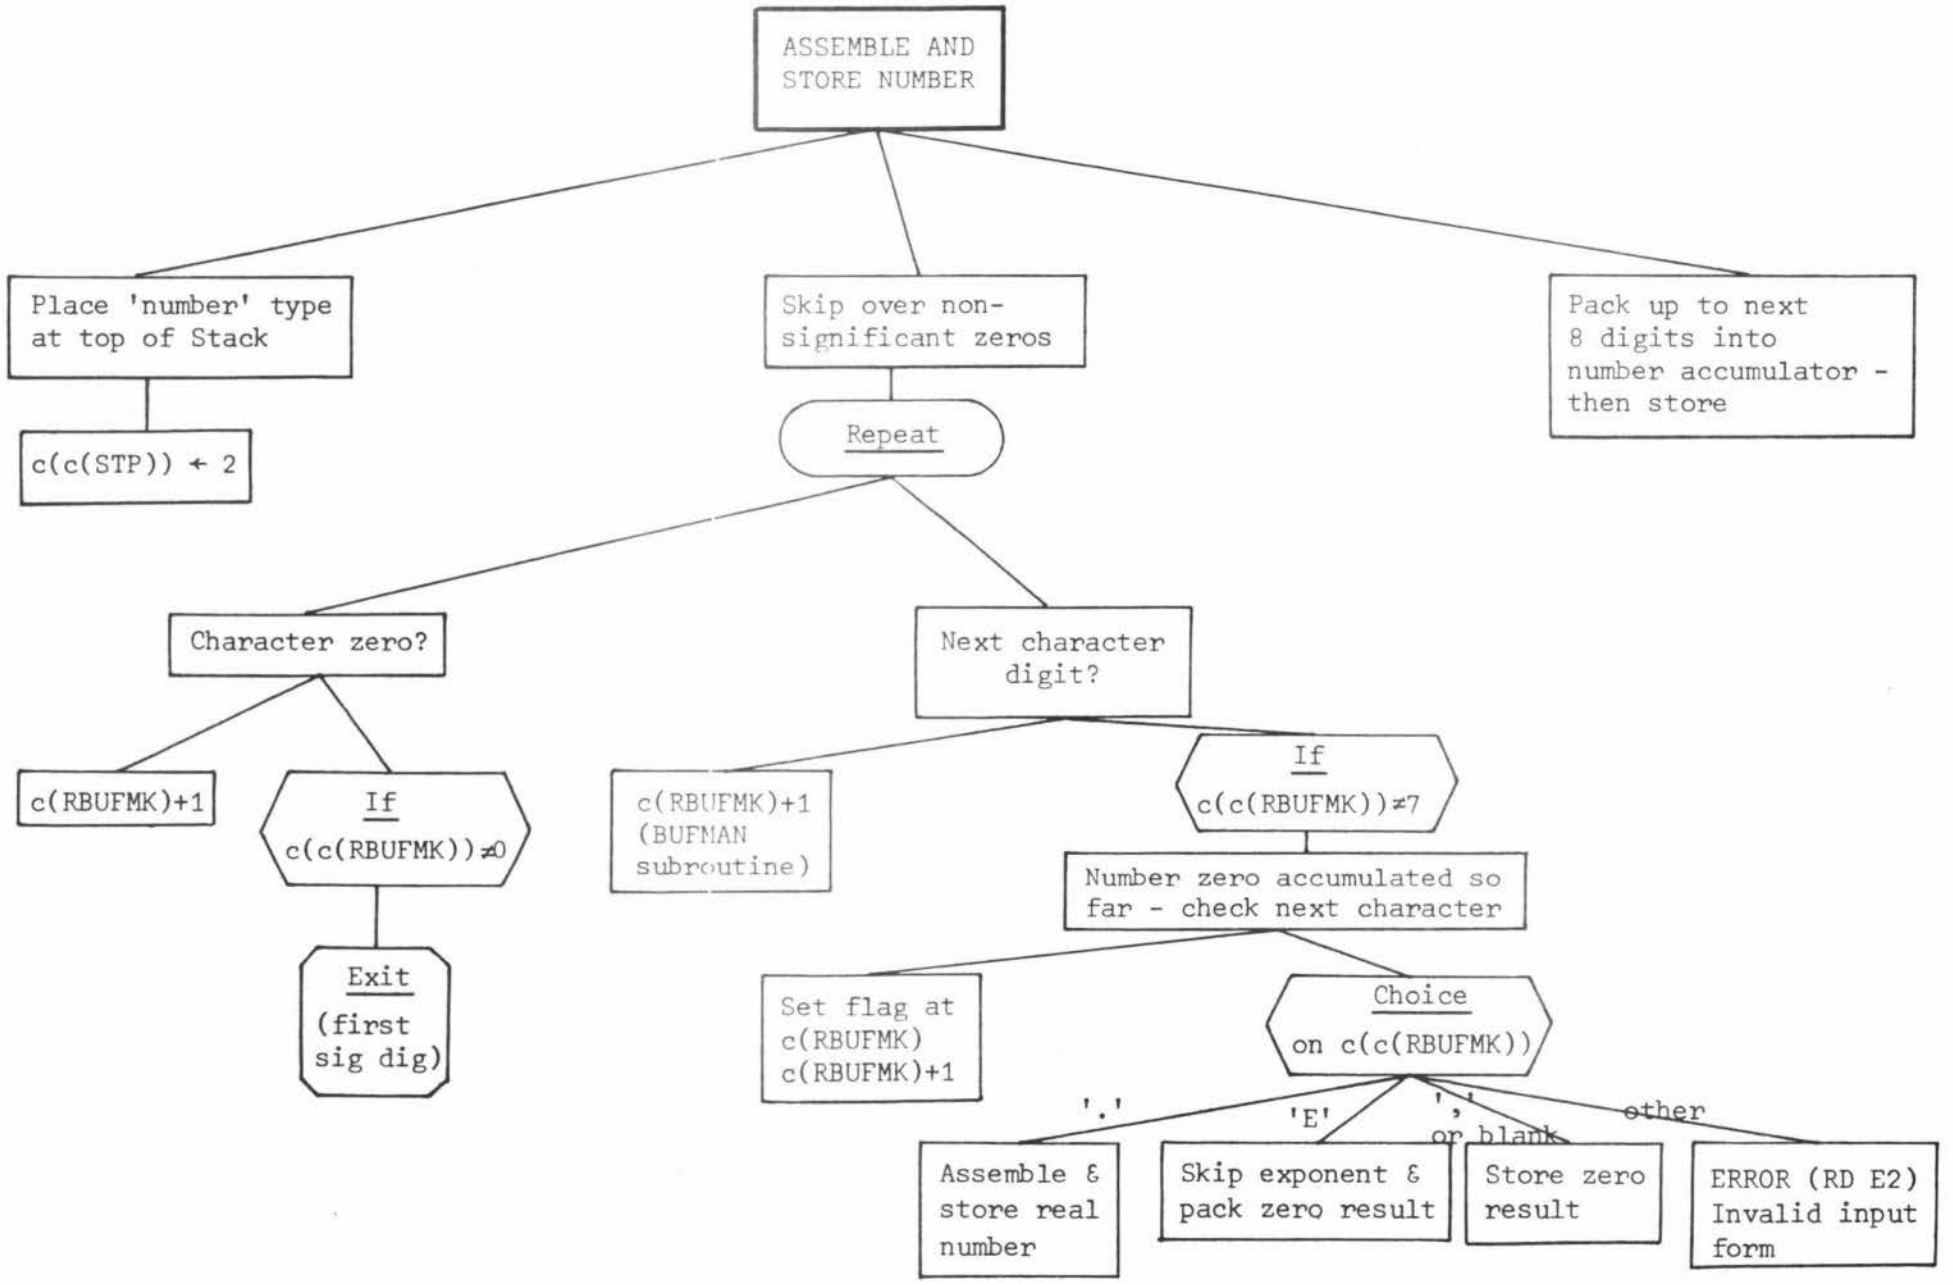 ASSEMBLE AND
STORE NUMBER
Place 'number' type
at top of Stack
Skip over non-
significant zeros
Pack up to next
8 digits into
number accumulator -
then store
c(c(STP)) ← 2
Repeat
Character zero?
Next character
digit?
c(RBUFMK)+1
If
c(c(RBUFMK))≠0
c(RBUFMK)+1
(BUFMAN
subroutine)
If
c(c(RBUFMK))≠7
Number zero accumulated so
far - check next character
Exit
(first
sig dig)
Set flag at
c(RBUFMK)
c(RBUFMK)+1
Choice
on c(c(RBUFMK))
'.'
'E'
','
or blank
other
Assemble &
store real
number
Skip exponent &
pack zero result
Store zero
result
ERROR (RD E2)
Invalid input
form